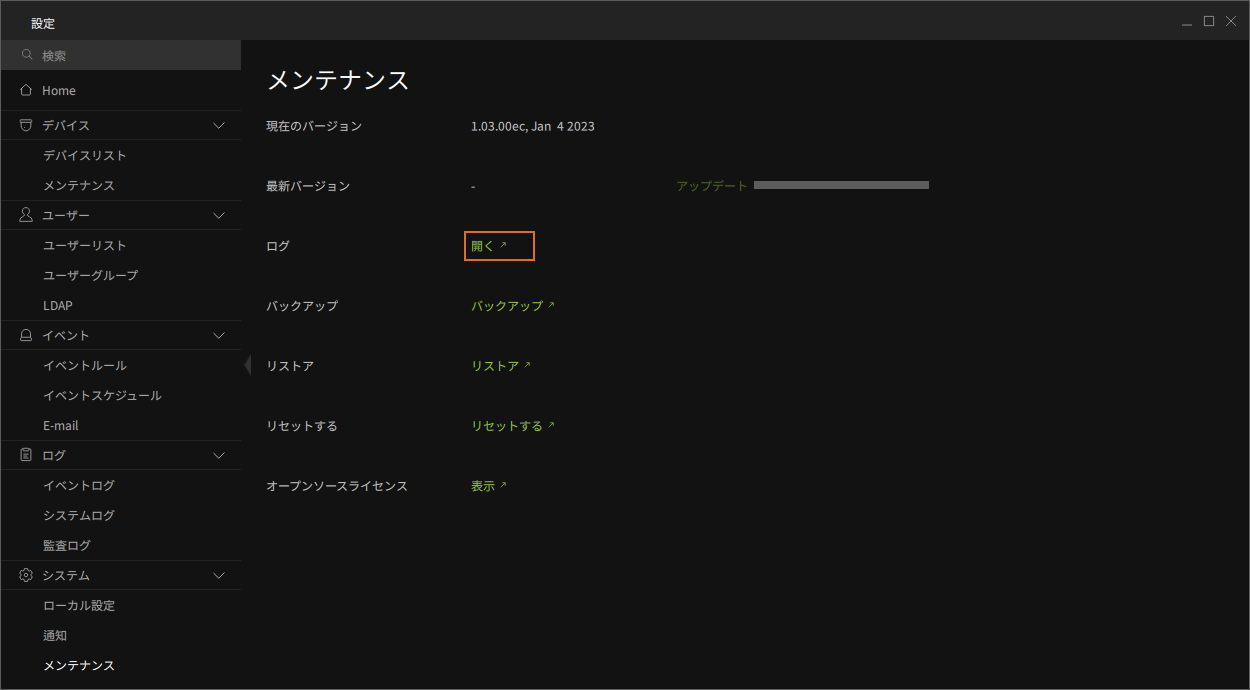 設定
検索
Home
デバイス
デバイスリスト
メンテナンス
ユーザー
ユーザーリスト
ユーザーグループ
LDAP
イベント
イベントルール
イベントスケジュール
E-mail
ログ
イベントログ
システムログ
監査ログ
システム
ローカル設定
通知
メンテナンス
メンテナンス
現在のバージョン 1.03.00ec, Jan 4 2023
最新バージョン - アップデート
ログ 開く
バックアップ バックアップ
リストア リストア
リセットする リセットする
オープンソースライセンス 表示